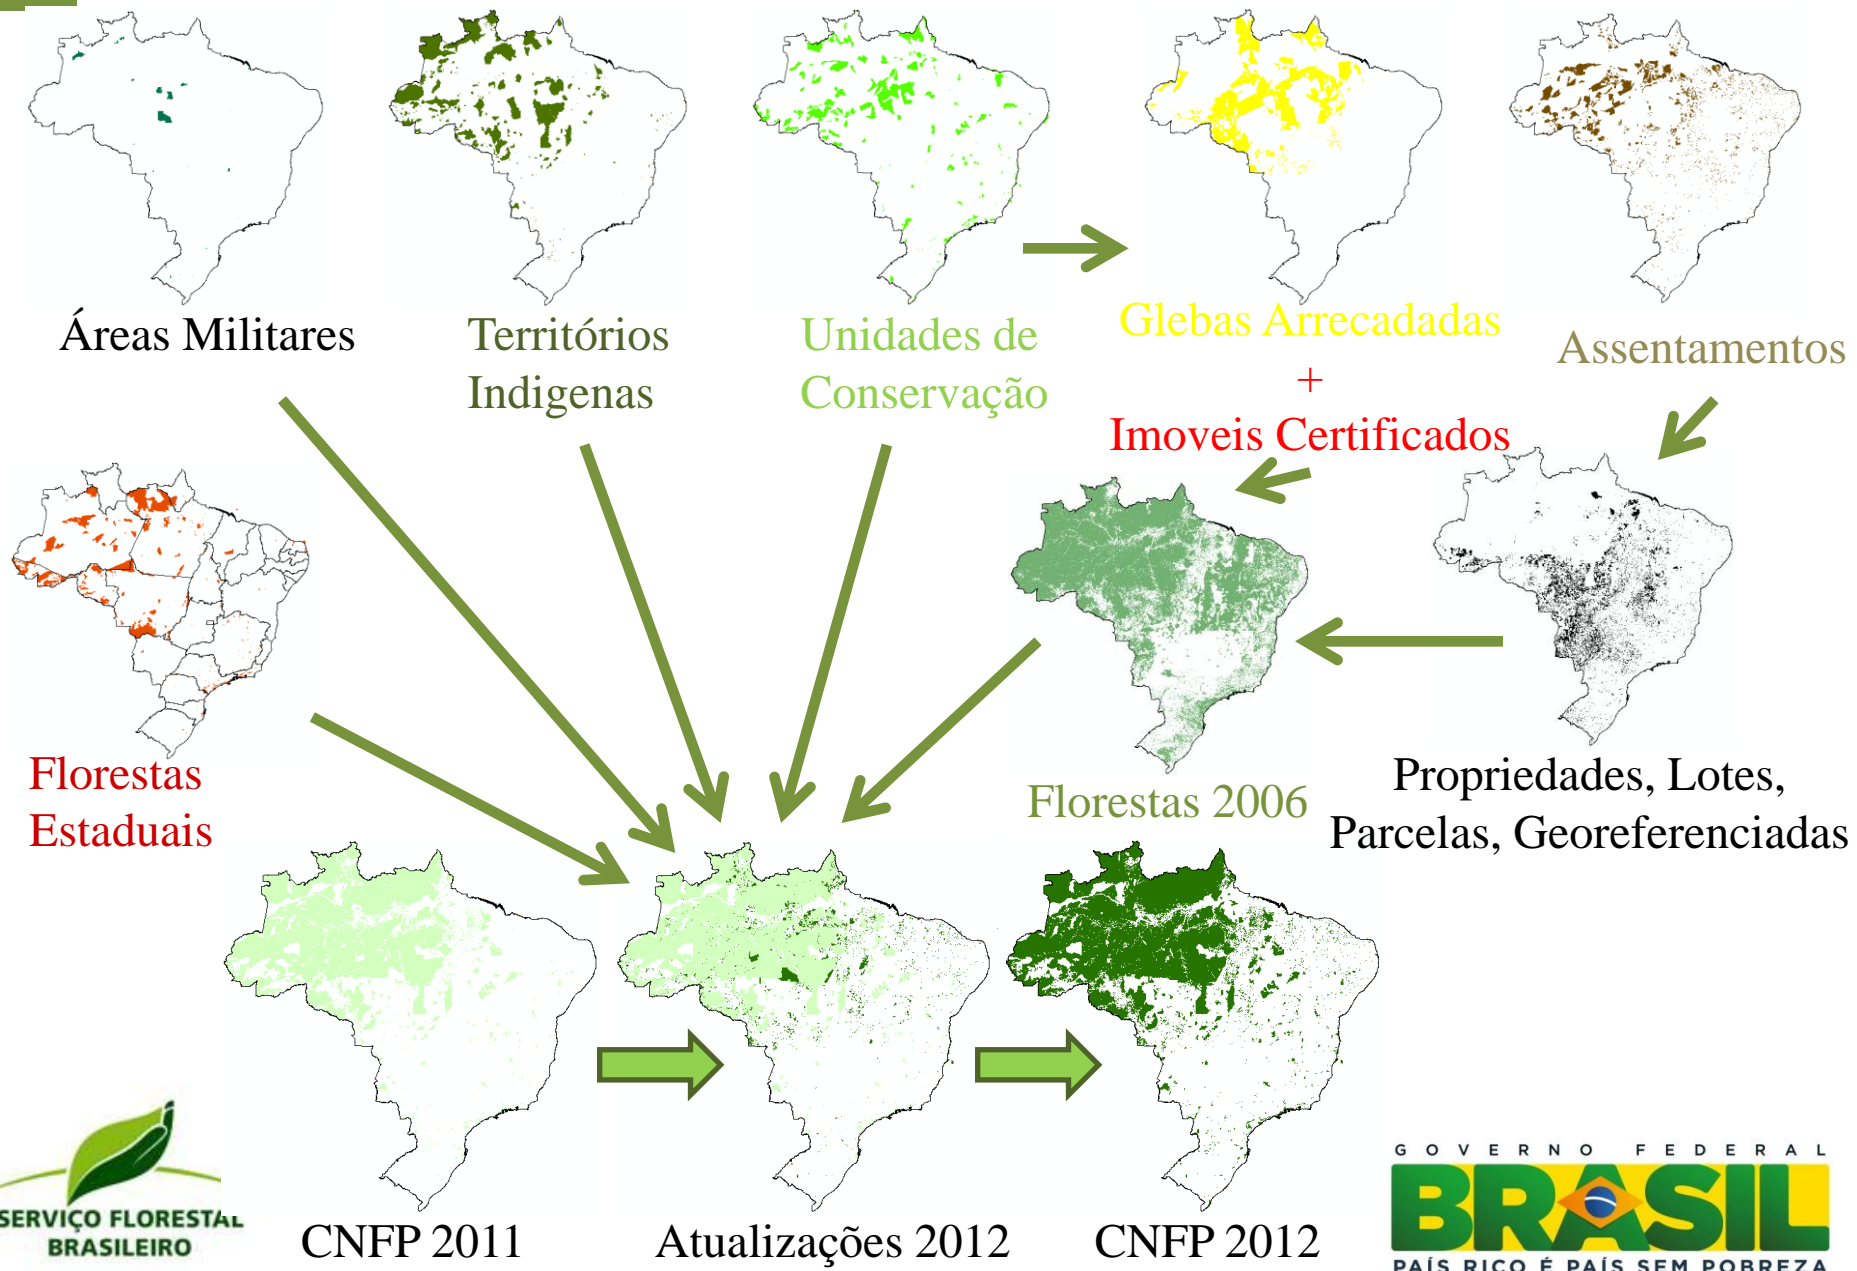 Áreas Militares
Territórios
Indigenas
Unidades de
Conservação
Glebas Arrecadadas
+
Imoveis Certificados
Assentamentos
Florestas
Estaduais
Florestas 2006
Propriedades, Lotes,
Parcelas, Georeferenciadas
CNFP 2011
Atualizações 2012
CNFP 2012
SERVIÇO FLORESTAL
BRASILEIRO
GOVERNO FEDERAL
BRASIL
PAÍS RICO É PAÍS SEM POBREZA